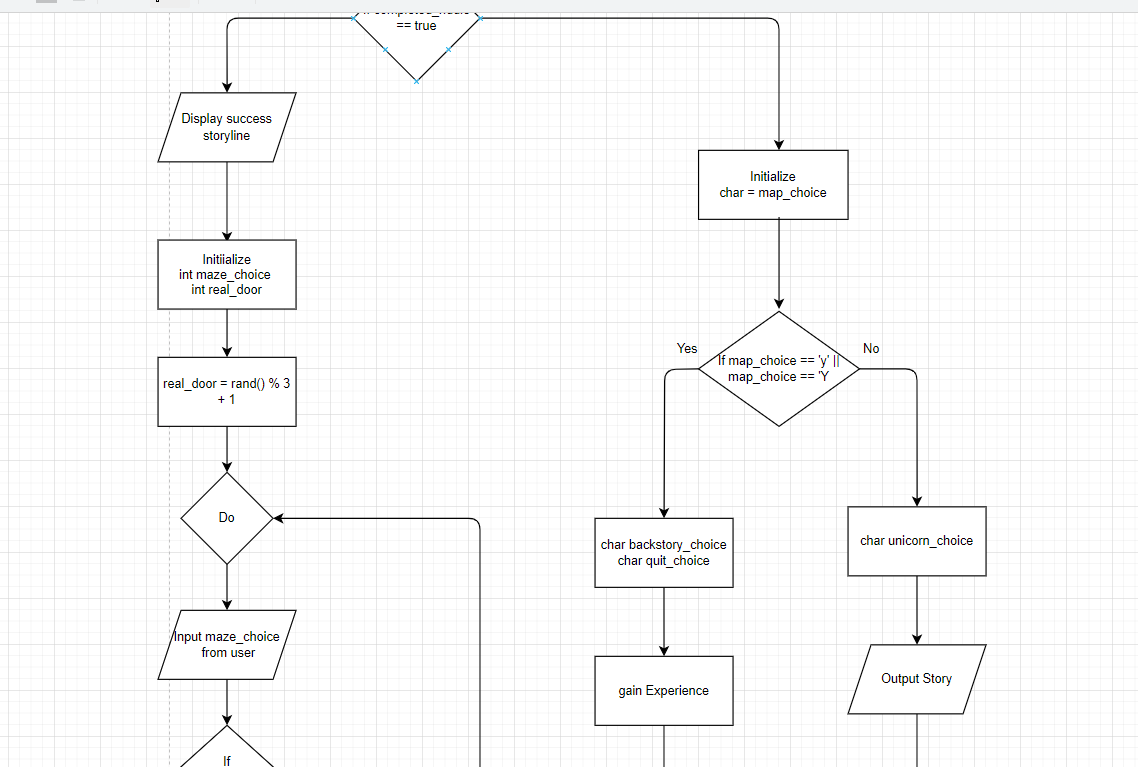 == true
Display success
storyline
Initialize
char = map_choice
Initiialize
int maze_choice
int real_door
Yes
No
If map_choice == 'y' ||
map_choice == 'Y
real_door = rand() % 3
+ 1
Do
char backstory_choice
char quit_choice
char unicorn_choice
Input maze_choice
from user
gain Experience
Output Story
If